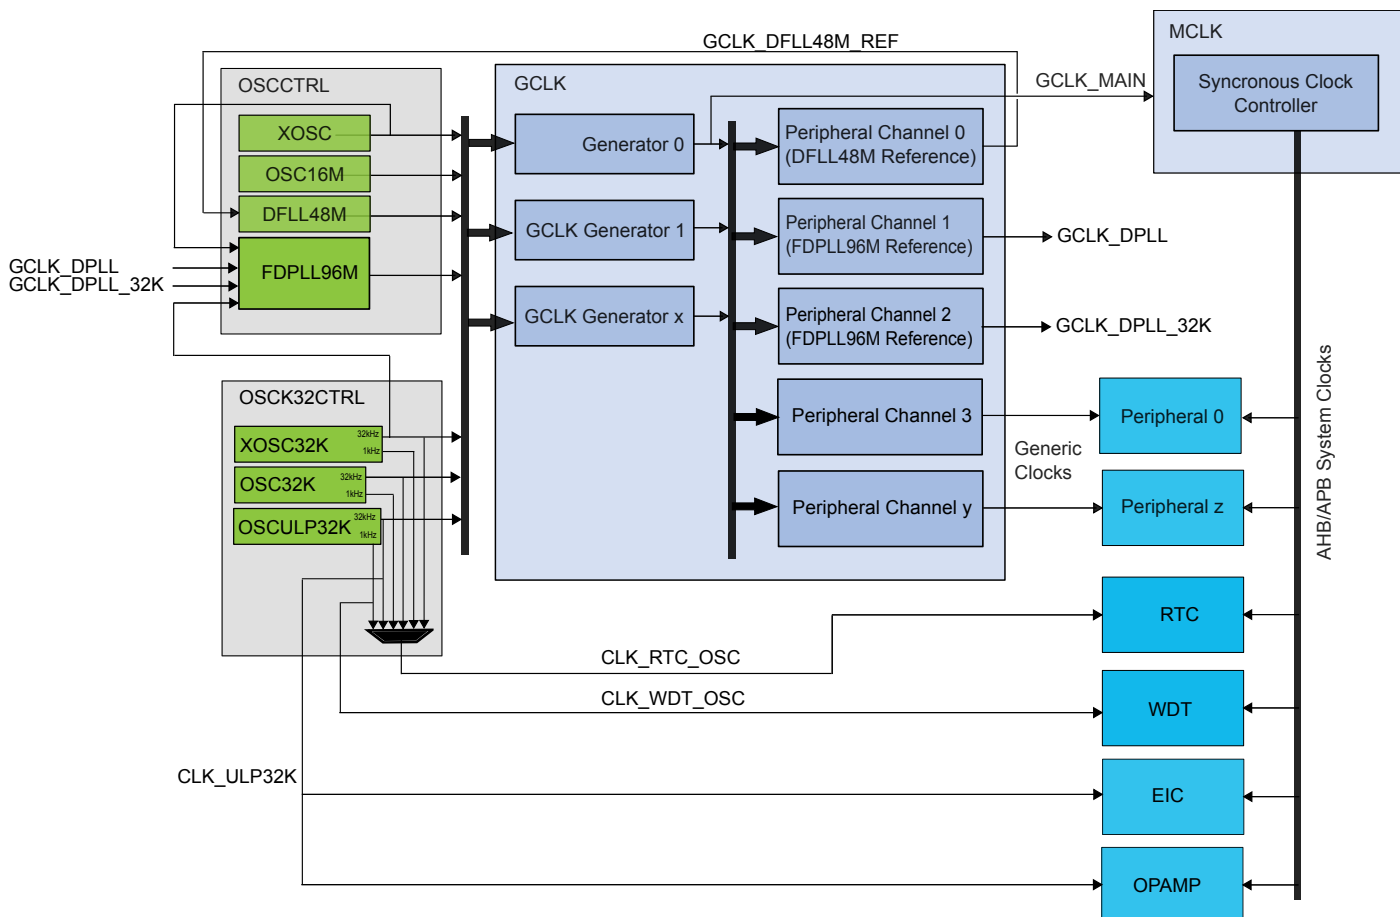 GCLK_DFLL48M_REF
MCLK
OSCCTRL
GCLK
GCLK_MAIN
Syncronous Clock
Controller
XOSC
Generator 0
Peripheral Channel 0
(DFLL48M Reference)
OSC16M
DFLL48M
GCLK Generator 1
Peripheral Channel 1
(FDPLL96M Reference)
GCLK_DPLL
GCLK_DPLL
GCLK_DPLL_32K
FDPLL96M
GCLK Generator x
Peripheral Channel 2
(FDPLL96M Reference)
GCLK_DPLL_32K
OSCK32CTRL
Peripheral Channel 3
Peripheral 0
XOSC32K
32kHz
1kHz
Generic
Clocks
OSC32K
32kHz
1kHz
OSCULP32K
32kHz
1kHz
Peripheral Channel y
Peripheral z
AHB/APB System Clocks
RTC
CLK_RTC_OSC
CLK_WDT_OSC
WDT
CLK_ULP32K
EIC
OPAMP